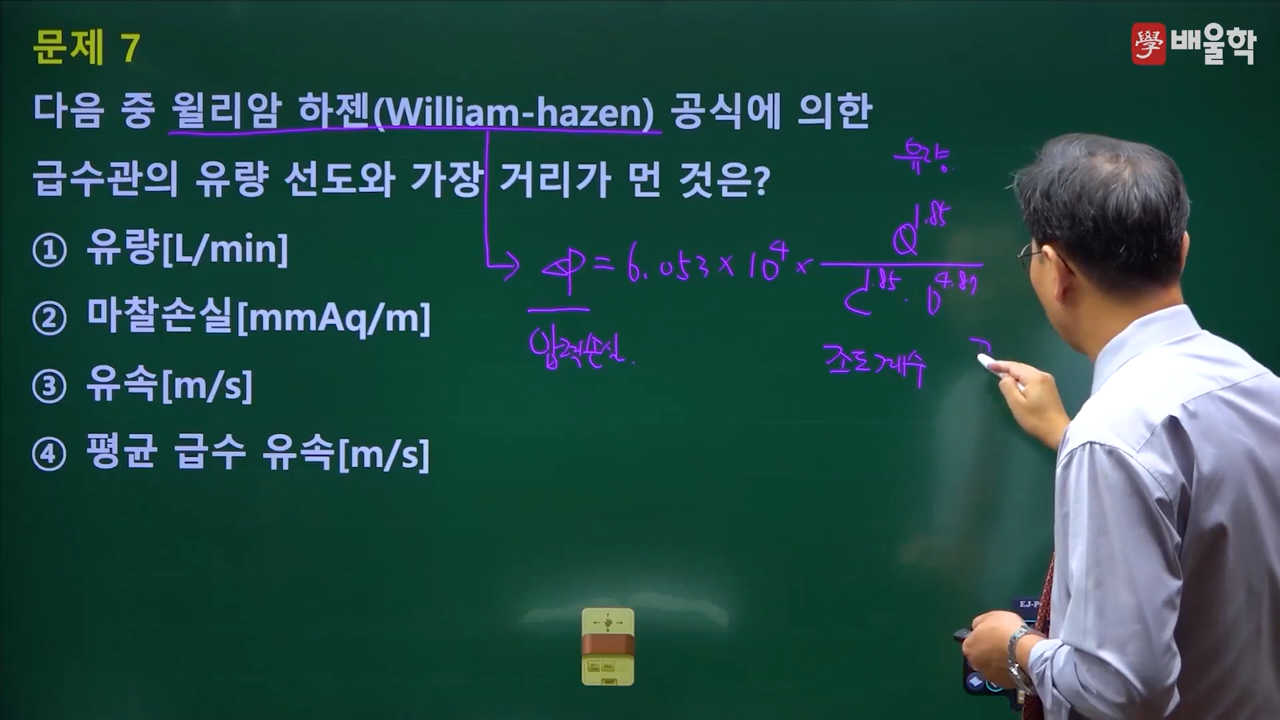 문제 7
學 배울학
다음 중 윌리암 하젠(William-hazen) 공식에 의한
급수관의 유량 선도와 가장 거리가 먼 것은?
① 유량[L/min]
② 마찰손실[mmAq/m]
③ 유속[m/s]
④ 평균 급수 유속[m/s]
유량.
△P = 6.053 × 10⁴ × Q^1.85
C^1.85 · D^4.87
압력손실.
조도계수